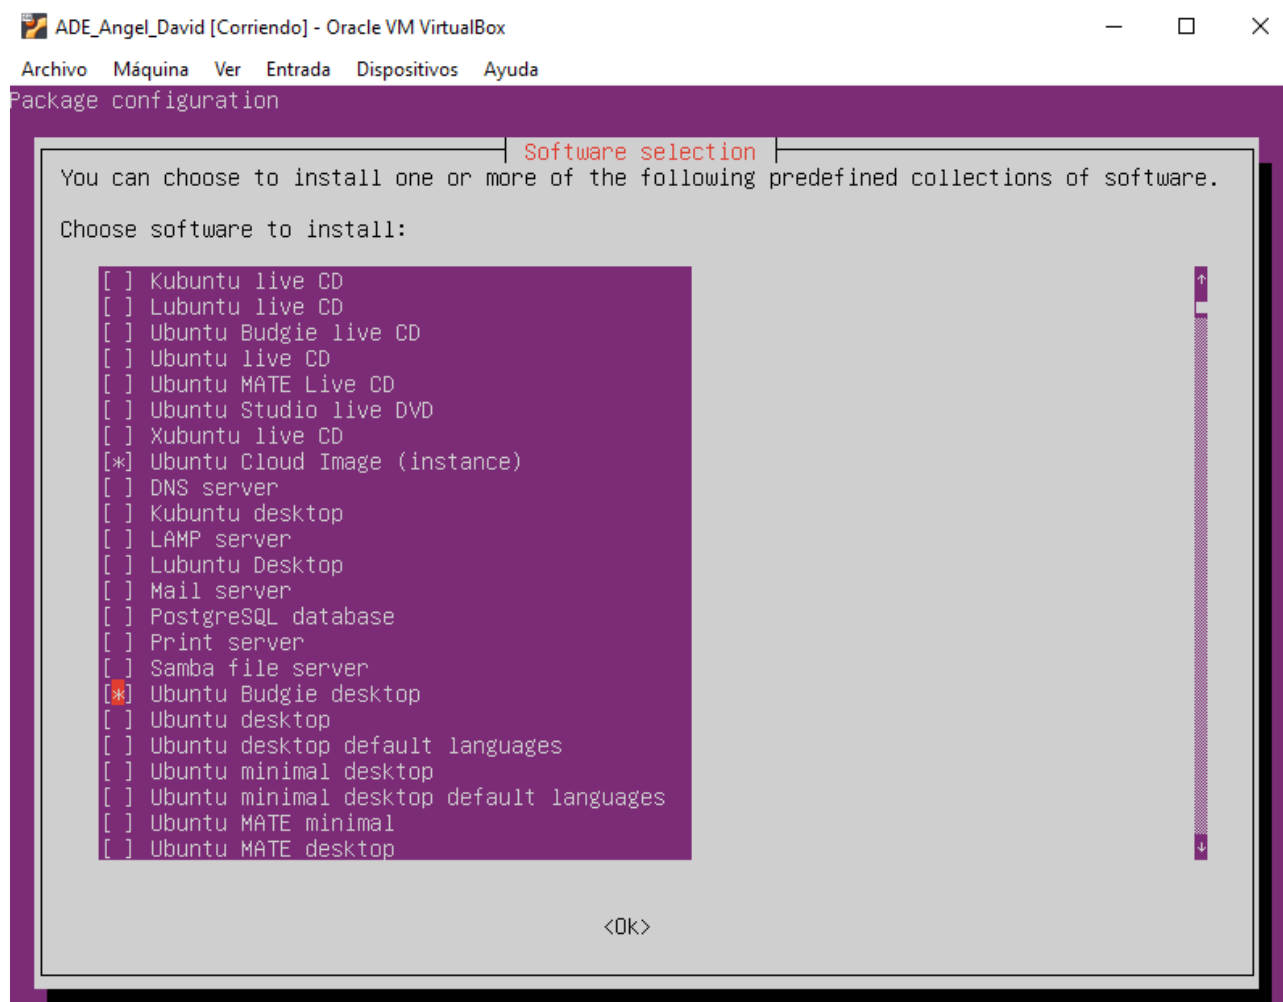 ADE_Angel_David [Corriendo] - Oracle VM VirtualBox
Archivo Máquina Ver Entrada Dispositivos Ayuda
Package configuration
Software selection
You can choose to install one or more of the following predefined collections of software.
Choose software to install:
[ ] Kubuntu live CD
[ ] Lubuntu live CD
[ ] Ubuntu Budgie live CD
[ ] Ubuntu live CD
[ ] Ubuntu MATE Live CD
[ ] Ubuntu Studio live DVD
[ ] Xubuntu live CD
[*] Ubuntu Cloud Image (instance)
[ ] DNS server
[ ] Kubuntu desktop
[ ] LAMP server
[ ] Lubuntu Desktop
[ ] Mail server
[ ] PostgreSQL database
[ ] Print server
[ ] Samba file server
[*] Ubuntu Budgie desktop
[ ] Ubuntu desktop
[ ] Ubuntu desktop default languages
[ ] Ubuntu minimal desktop
[ ] Ubuntu minimal desktop default languages
[ ] Ubuntu MATE minimal
[ ] Ubuntu MATE desktop
<Ok>